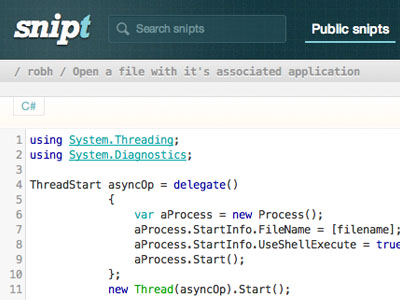 snipt Search snipts Public snipts
/ robh / Open a file with it's associated application
C#
1 using System.Threading;
2 using System.Diagnostics;
3
4 ThreadStart asyncOp = delegate()
5 {
6 var aProcess = new Process();
7 aProcess.StartInfo.FileName = [filename];
8 aProcess.StartInfo.UseShellExecute = true
9 aProcess.Start();
10 };
11 new Thread(asyncOp).Start();